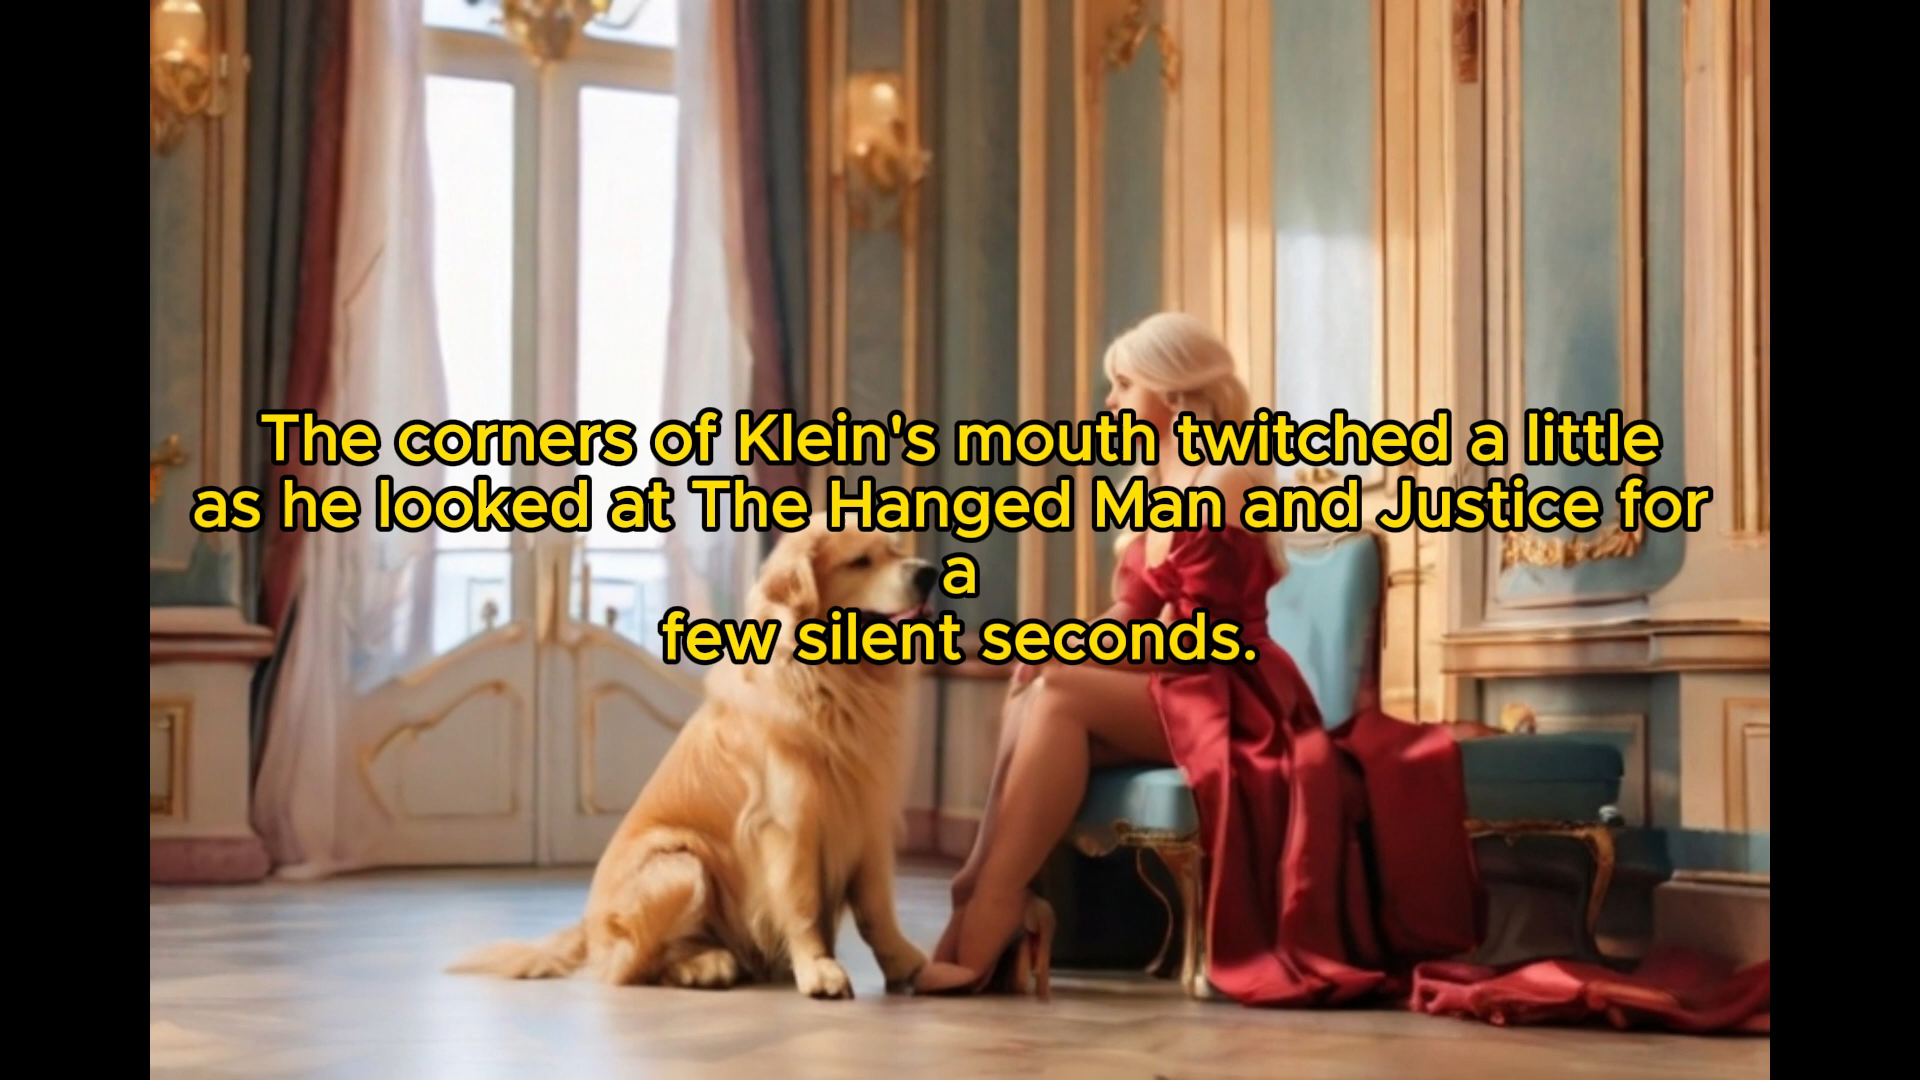 The corners of Klein's mouth twitched a little
as he looked at The Hanged Man and Justice for
a
few silent seconds.